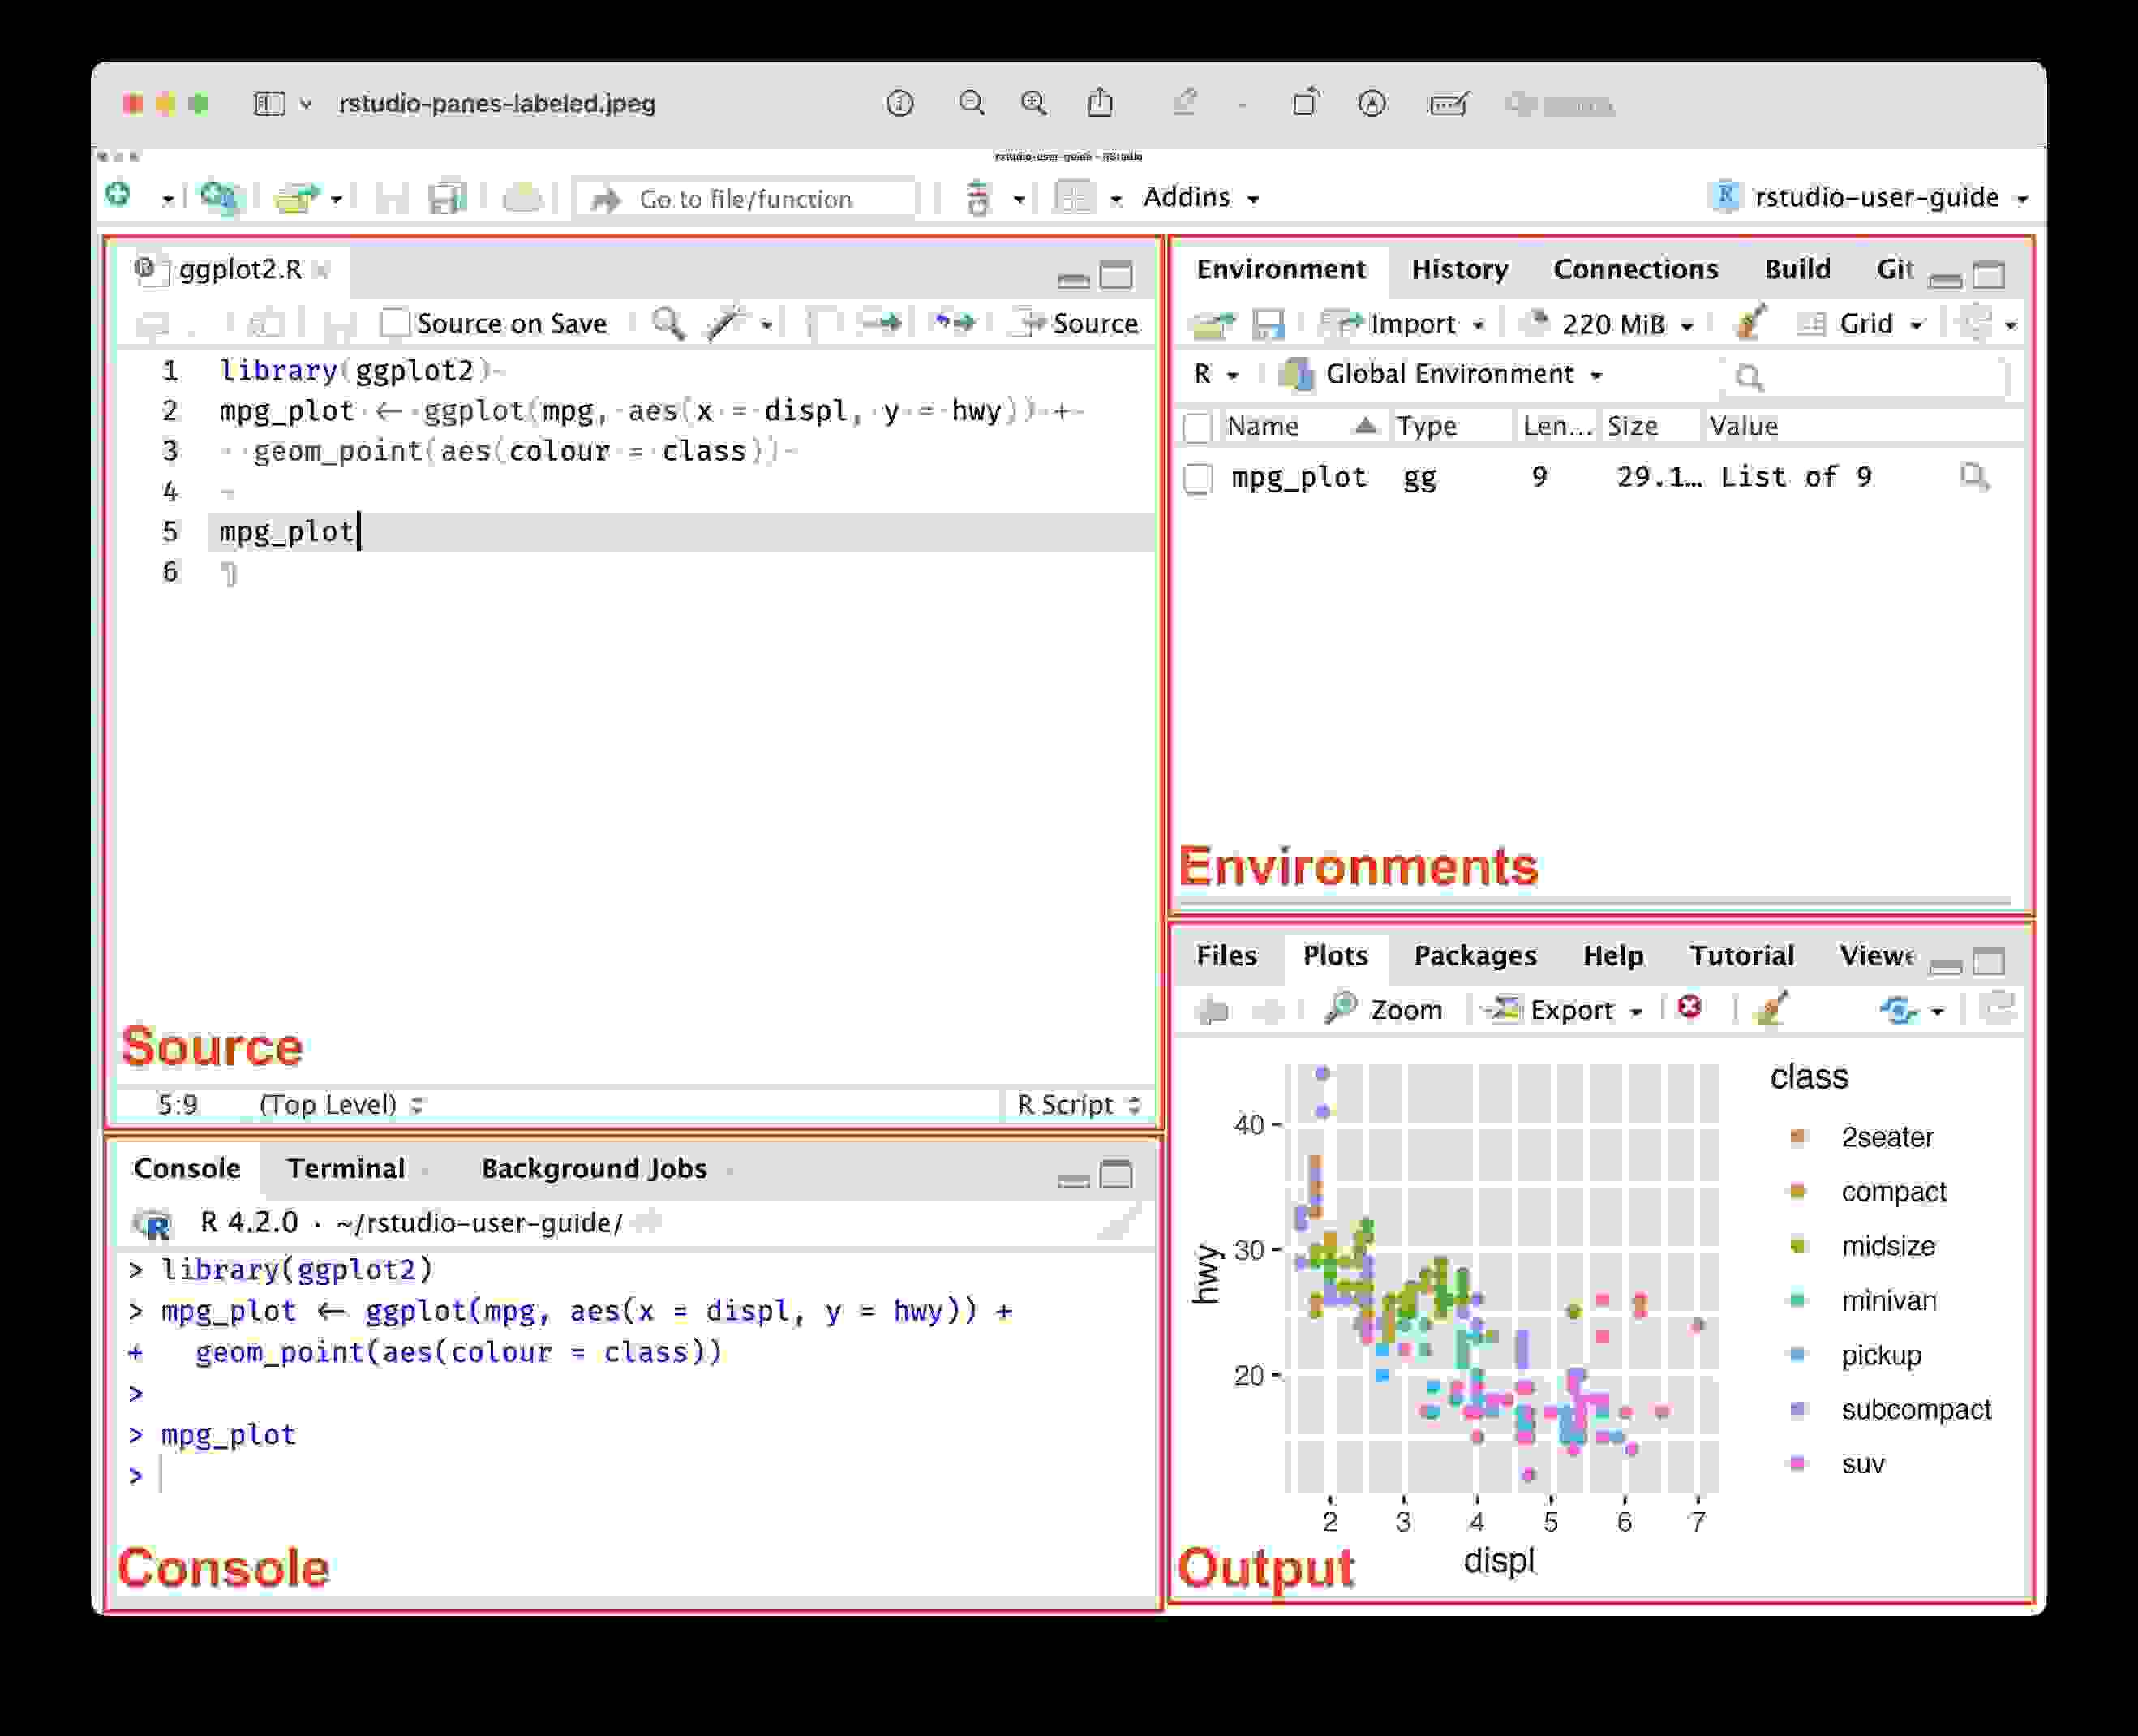 rstudio-panes-labeled.jpeg
rstudio-user-guide - RStudio
Go to file/function
Addins
rstudio-user-guide
ggplot2.R
Source on Save
Source
1 library(ggplot2)
2 mpg_plot ← ggplot(mpg, aes(x = displ, y = hwy)) +
3 geom_point(aes(colour = class))
4
5 mpg_plot
6
Source
5:9 (Top Level)
R Script
Console Terminal Background Jobs
R 4.2.0 · ~/rstudio-user-guide/
> library(ggplot2)
> mpg_plot ← ggplot(mpg, aes(x = displ, y = hwy)) +
+ geom_point(aes(colour = class))
>
> mpg_plot
>
Console
Environment History Connections Build Git
Import 220 MiB Grid
R Global Environment
Name Type Len... Size Value
mpg_plot gg 9 29.1... List of 9
Environments
Files Plots Packages Help Tutorial Viewe
Zoom Export
class
2seater
compact
midsize
minivan
pickup
subcompact
suv
hwy
40
30
20
2 3 4 5 6 7
displ
Output